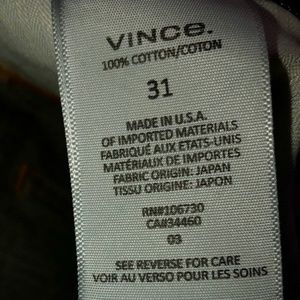 VINCE.
100% COTTON/COTON
31
MADE IN U.S.A.
OF IMPORTED MATERIALS
FABRIQUÉ AUX ETATS-UNIS
MATÉRIAUX DE IMPORTES
FABRIC ORIGIN: JAPAN
TISSU ORIGINE: JAPON
RN#106730
CA#34460
03
SEE REVERSE FOR CARE
VOIR AU VERSO POUR LES SOINS